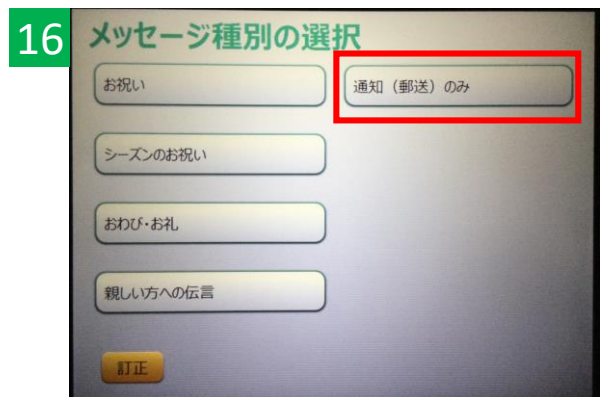 16
メッセージ種別の選択
お祝い
通知（郵送）のみ
シーズンのお祝い
おわび・お礼
親しい方への伝言
訂正